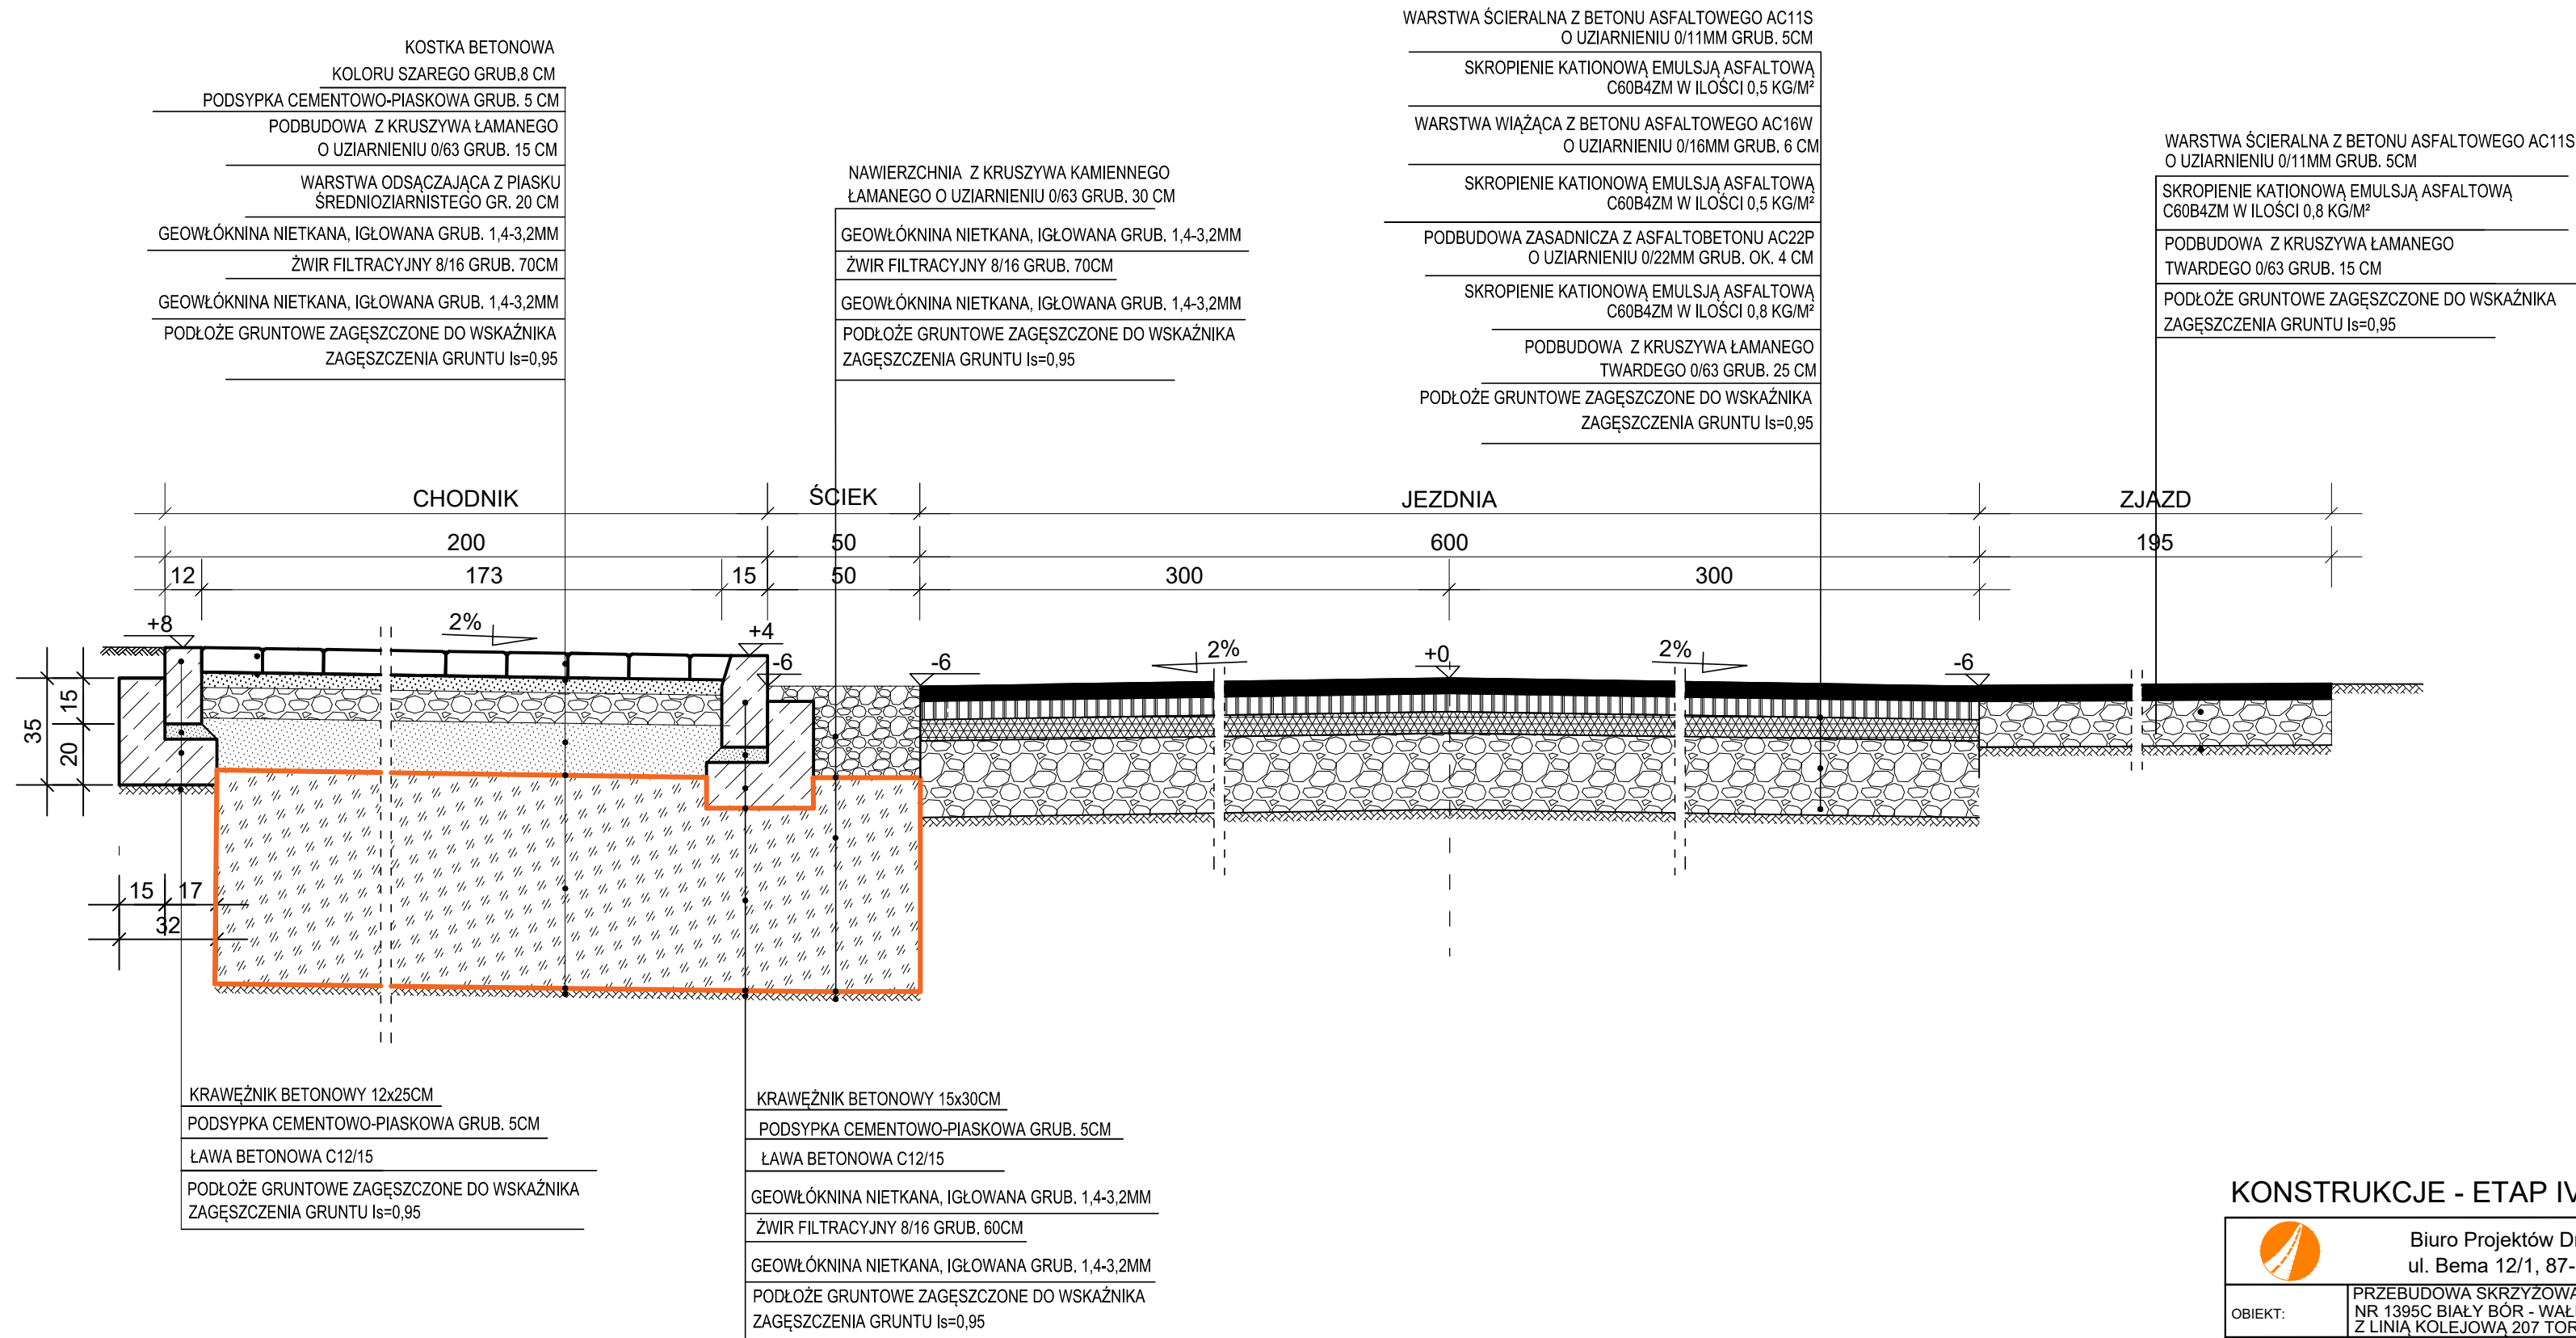 KOSTKA BETONOWA
KOLORU SZAREGO GRUB.8 CM
PODSYPKA CEMENTOWO-PIASKOWA GRUB. 5 CM
PODBUDOWA Z KRUSZYWA ŁAMANEGO
O UZIARNIENIU 0/63 GRUB. 15 CM
WARSTWA ODSĄCZAJĄCA Z PIASKU
ŚREDNIOZIARNISTEGO GR. 20 CM
GEOWŁÓKNINA NIETKANA, IGŁOWANA GRUB. 1,4-3,2MM
ŻWIR FILTRACYJNY 8/16 GRUB. 70CM
GEOWŁÓKNINA NIETKANA, IGŁOWANA GRUB. 1,4-3,2MM
PODŁOŻE GRUNTOWE ZAGĘSZCZONE DO WSKAŹNIKA
ZAGĘSZCZENIA GRUNTU Is=0,95
NAWIERZCHNIA Z KRUSZYWA KAMIENNEGO
ŁAMANEGO O UZIARNIENIU 0/63 GRUB. 30 CM
GEOWŁÓKNINA NIETKANA, IGŁOWANA GRUB. 1,4-3,2MM
ŻWIR FILTRACYJNY 8/16 GRUB. 70CM
GEOWŁÓKNINA NIETKANA, IGŁOWANA GRUB. 1,4-3,2MM
PODŁOŻE GRUNTOWE ZAGĘSZCZONE DO WSKAŹNIKA
ZAGĘSZCZENIA GRUNTU Is=0,95
WARSTWA ŚCIERALNA Z BETONU ASFALTOWEGO AC11S
O UZIARNIENIU 0/11MM GRUB. 5CM
SKROPIENIE KATIONOWĄ EMULSJĄ ASFALTOWĄ
C60B4ZM W ILOŚCI 0,5 KG/M²
WARSTWA WIĄŻĄCA Z BETONU ASFALTOWEGO AC16W
O UZIARNIENIU 0/16MM GRUB. 6 CM
SKROPIENIE KATIONOWĄ EMULSJĄ ASFALTOWĄ
C60B4ZM W ILOŚCI 0,5 KG/M²
PODBUDOWA ZASADNICZA Z ASFALTOBETONU AC22P
O UZIARNIENIU 0/22MM GRUB. OK. 4 CM
SKROPIENIE KATIONOWĄ EMULSJĄ ASFALTOWĄ
C60B4ZM W ILOŚCI 0,8 KG/M²
PODBUDOWA Z KRUSZYWA ŁAMANEGO
TWARDEGO 0/63 GRUB. 25 CM
PODŁOŻE GRUNTOWE ZAGĘSZCZONE DO WSKAŹNIKA
ZAGĘSZCZENIA GRUNTU Is=0,95
WARSTWA ŚCIERALNA Z BETONU ASFALTOWEGO AC11S
O UZIARNIENIU 0/11MM GRUB. 5CM
SKROPIENIE KATIONOWĄ EMULSJĄ ASFALTOWĄ
C60B4ZM W ILOŚCI 0,8 KG/M²
PODBUDOWA Z KRUSZYWA ŁAMANEGO
TWARDEGO 0/63 GRUB. 15 CM
PODŁOŻE GRUNTOWE ZAGĘSZCZONE DO WSKAŹNIKA
ZAGĘSZCZENIA GRUNTU Is=0,95
CHODNIK ŚCIEK JEZDNIA ZJAZD
200 50 600 195
12 173 15 50 300 300
+8 2% +4 -6 -6 2% +0 2% -6
35 15 20
15 17
32
KRAWĘŻNIK BETONOWY 12x25CM
PODSYPKA CEMENTOWO-PIASKOWA GRUB. 5CM
ŁAWA BETONOWA C12/15
PODŁOŻE GRUNTOWE ZAGĘSZCZONE DO WSKAŹNIKA
ZAGĘSZCZENIA GRUNTU Is=0,95
KRAWĘŻNIK BETONOWY 15x30CM
PODSYPKA CEMENTOWO-PIASKOWA GRUB. 5CM
ŁAWA BETONOWA C12/15
GEOWŁÓKNINA NIETKANA, IGŁOWANA GRUB. 1,4-3,2MM
ŻWIR FILTRACYJNY 8/16 GRUB. 60CM
GEOWŁÓKNINA NIETKANA, IGŁOWANA GRUB. 1,4-3,2MM
PODŁOŻE GRUNTOWE ZAGĘSZCZONE DO WSKAŹNIKA
ZAGĘSZCZENIA GRUNTU Is=0,95
KONSTRUKCJE - ETAP IV
Biuro Projektów
ul. Bema 12/1, 87-
OBIEKT:
PRZEBUDOWA
NR 1395C BIAŁY BÓR -
Z LINIĄ KOLEJOWĄ 207